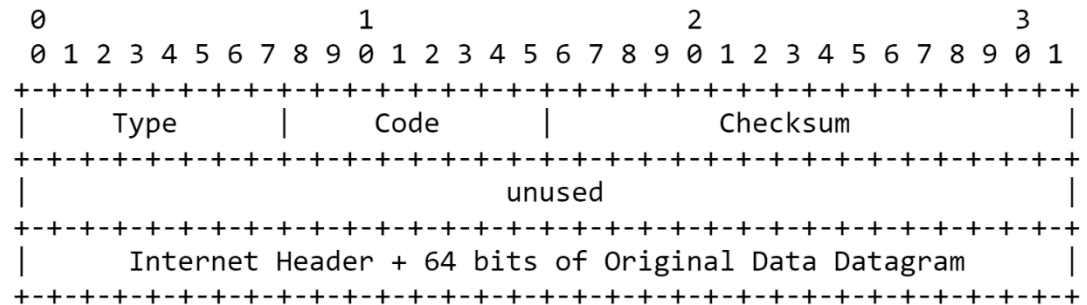 0                   1                   2                   3
 0 1 2 3 4 5 6 7 8 9 0 1 2 3 4 5 6 7 8 9 0 1 2 3 4 5 6 7 8 9 0 1
+-+-+-+-+-+-+-+-+-+-+-+-+-+-+-+-+-+-+-+-+-+-+-+-+-+-+-+-+-+-+-+-+
|     Type      |     Code      |          Checksum             |
+-+-+-+-+-+-+-+-+-+-+-+-+-+-+-+-+-+-+-+-+-+-+-+-+-+-+-+-+-+-+-+-+
|                             unused                            |
+-+-+-+-+-+-+-+-+-+-+-+-+-+-+-+-+-+-+-+-+-+-+-+-+-+-+-+-+-+-+-+-+
|      Internet Header + 64 bits of Original Data Datagram      |
+-+-+-+-+-+-+-+-+-+-+-+-+-+-+-+-+-+-+-+-+-+-+-+-+-+-+-+-+-+-+-+-+